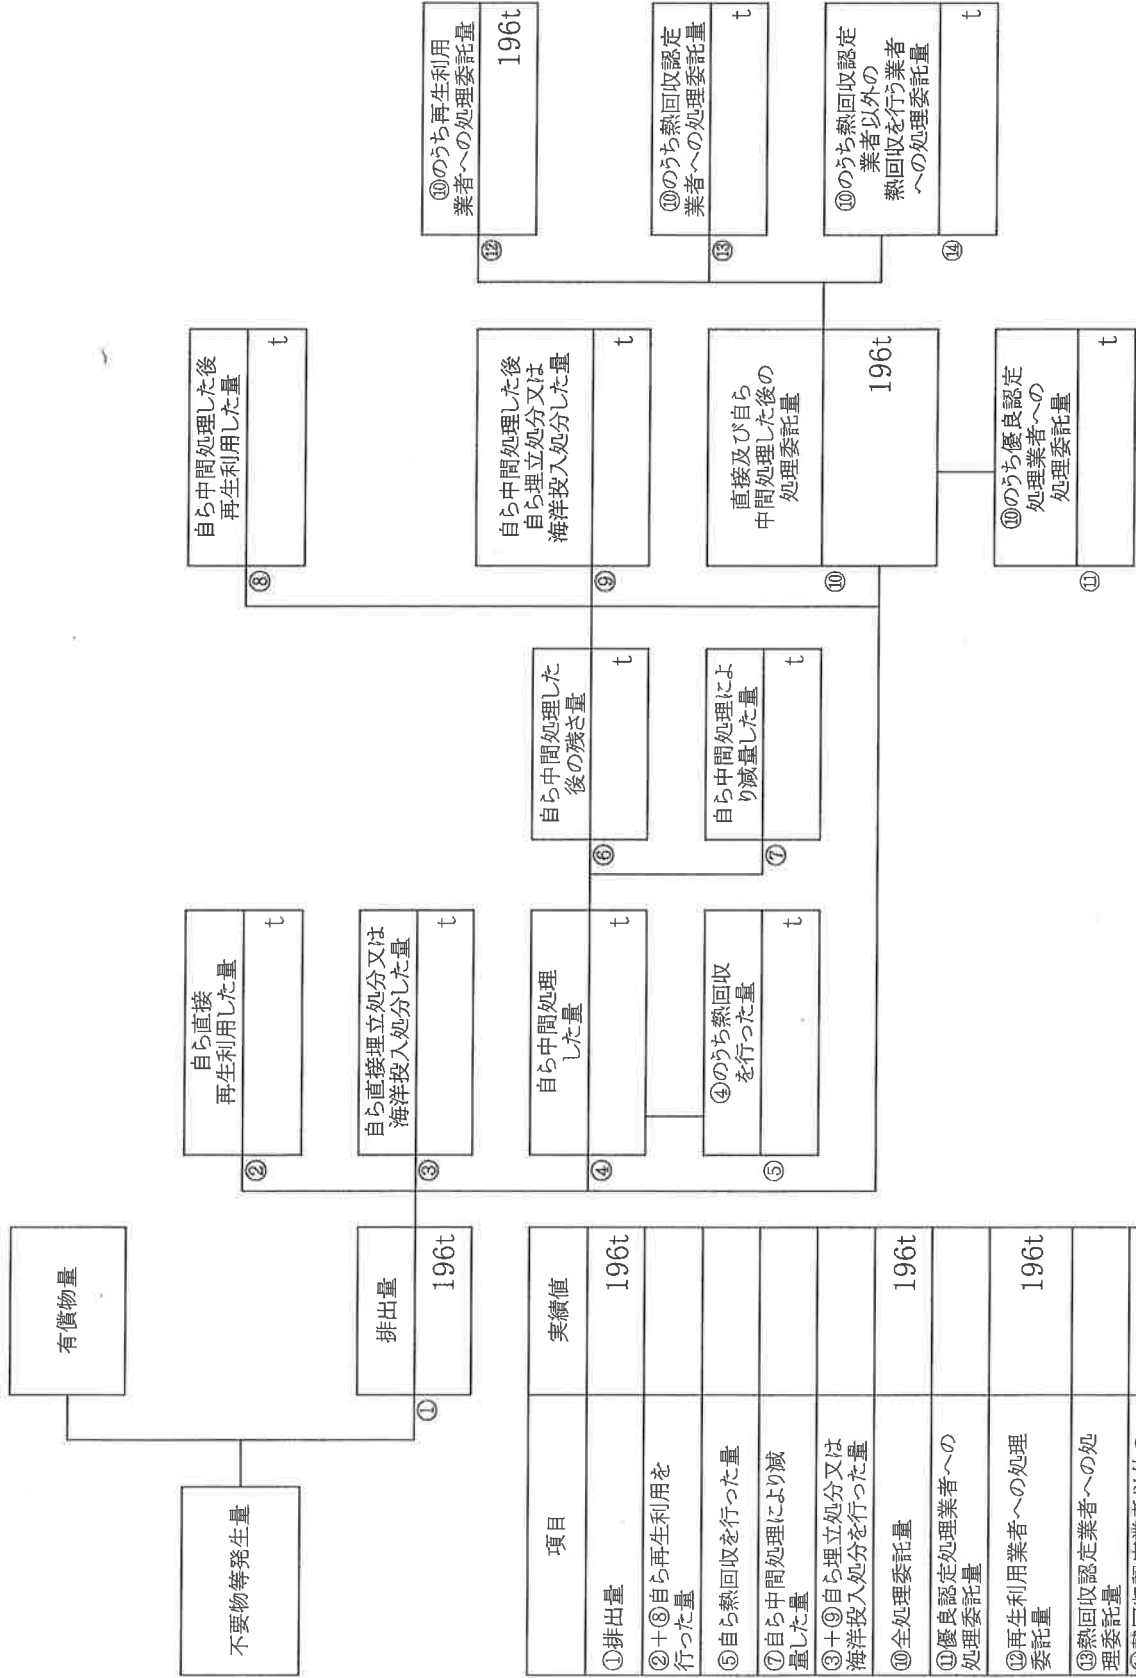 不要物等発生量
有償物量
排出量
①
196t
自ら直接
再生利用した量
②
t
自ら直接埋立処分又は
海洋投入処分した量
③
t
自ら中間処理
した量
④
t
④のうち熱回収
を行った量
⑤
t
自ら中間処理した
後の残さ量
⑥
t
自ら中間処理によ
り減量した量
⑦
t
自ら中間処理した後
再生利用した量
⑧
t
自ら中間処理した後
自ら埋立処分又は
海洋投入処分した量
⑨
t
直接及び自ら
中間処理した後の
処理委託量
⑩
196t
⑩のうち優良認定
処理業者への
処理委託量
⑪
t
⑩のうち再生利用
業者への処理委託量
⑫
196t
⑩のうち熱回収認定
業者への処理委託量
⑬
t
⑩のうち熱回収認定
業者以外の
熱回収を行う業者
への処理委託量
⑭
t
項目 実績値
①排出量 196t
②+⑧自ら再生利用を
行った量
⑤自ら熱回収を行った量
⑦自ら中間処理により減
量した量
③+⑨自ら埋立処分又は
海洋投入処分を行った量
⑩全処理委託量 196t
⑪優良認定処理業者への
処理委託量
⑫再生利用業者への処理
委託量 196t
⑬熱回収認定業者への処
理委託量